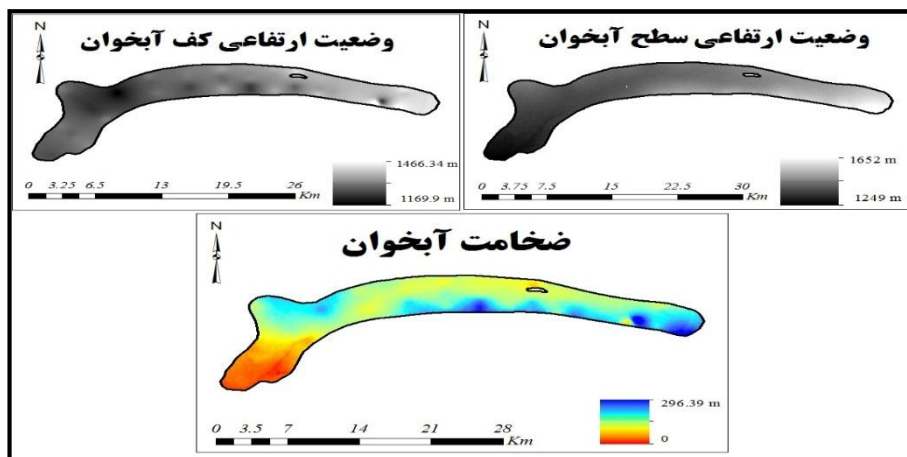 N
وضعیت ارتفاعی کف آبخوان
1466.34 m
1169.9 m
0 3.25 6.5 13 19.5 26
Km
N
وضعیت ارتفاعی سطح آبخوان
1652 m
1249 m
0 3.75 7.5 15 22.5 30
Km
N
ضخامت آبخوان
296.39 m
0
0 3.5 7 14 21 28
Km